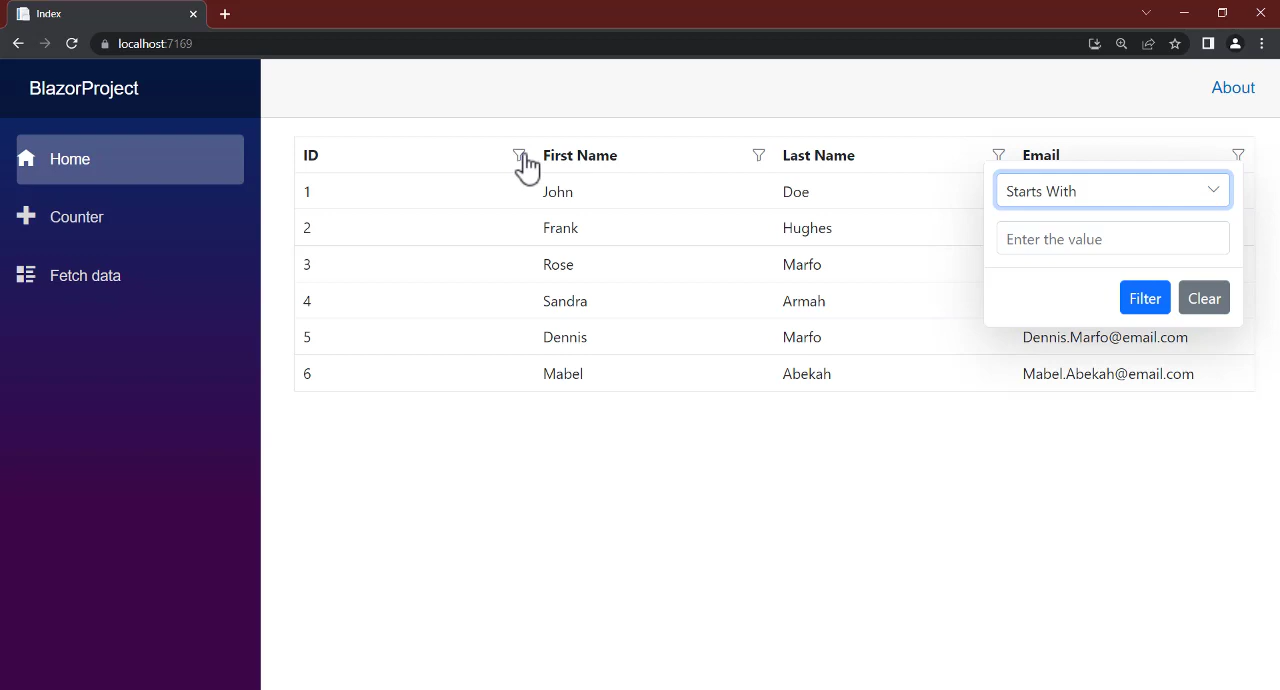 Index
localhost:7169
BlazorProject
About
Home
Counter
Fetch data
ID First Name Last Name Email
1 John Doe
2 Frank Hughes
3 Rose Marfo
4 Sandra Armah
5 Dennis Marfo Dennis.Marfo@email.com
6 Mabel Abekah Mabel.Abekah@email.com
Starts With
Enter the value
Filter Clear